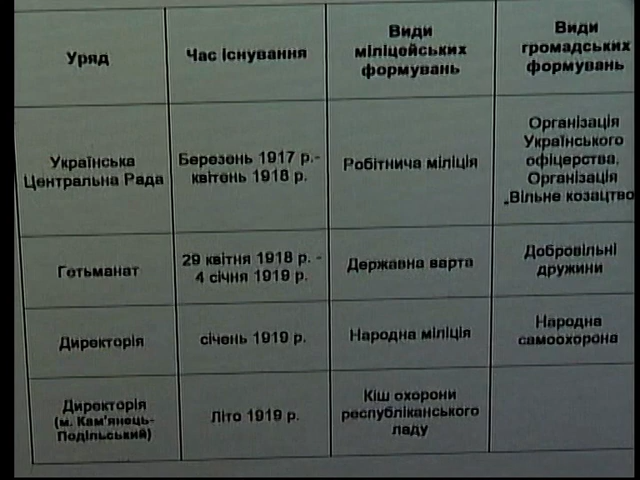 Уряд
Час існування
Види
міліцейських
формувань
Види
громадських
формувань
Українська
Центральна Рада
Березень 1917 р.-
квітень 1918 р.
Робітнича міліція
Організація
Українського
офіцерства.
Організація
„Вільне козацтво
Гетьманат
29 квітня 1918 р. -
4 січня 1919 р.
Державна варта
Добровільні
дружини
Директорія
січень 1919 р.
Народна міліція
Народна
самоохорона
Директорія
(м. Кам'янець-
Подільський)
Літо 1919 р.
Кіш охорони
республіканського
ладу